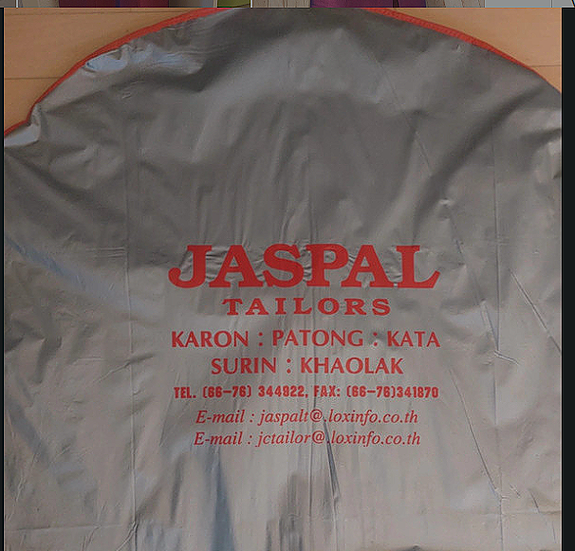 JASPAL
TAILORS
KARON : PATONG : KATA
SURIN : KHAOLAK
TEL. (66-76) 344922, FAX: (66-76)341870
E-mail : jaspalt@.loxinfo.co.th
E-mail : jctailor@.loxinfo.co.th